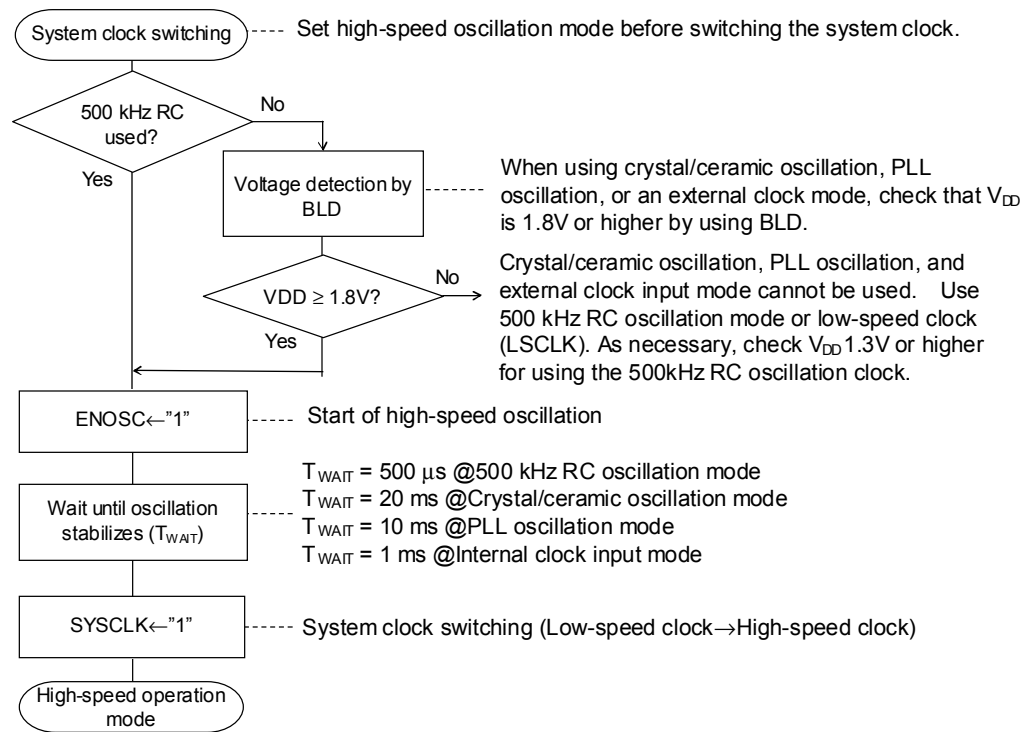 System clock switching
Set high-speed oscillation mode before switching the system clock.
500 kHz RC
used?
No
Yes
Voltage detection by
BLD
When using crystal/ceramic oscillation, PLL
oscillation, or an external clock mode, check that VDD
is 1.8V or higher by using BLD.
VDD ≥ 1.8V?
No
Yes
Crystal/ceramic oscillation, PLL oscillation, and
external clock input mode cannot be used. Use
500 kHz RC oscillation mode or low-speed clock
(LSCLK). As necessary, check VDD 1.3V or higher
for using the 500kHz RC oscillation clock.
ENOSC←”1”
Start of high-speed oscillation
Wait until oscillation
stabilizes (TWAIT)
TWAIT = 500 μs @500 kHz RC oscillation mode
TWAIT = 20 ms @Crystal/ceramic oscillation mode
TWAIT = 10 ms @PLL oscillation mode
TWAIT = 1 ms @Internal clock input mode
SYSCLK←”1”
System clock switching (Low-speed clock→High-speed clock)
High-speed operation
mode